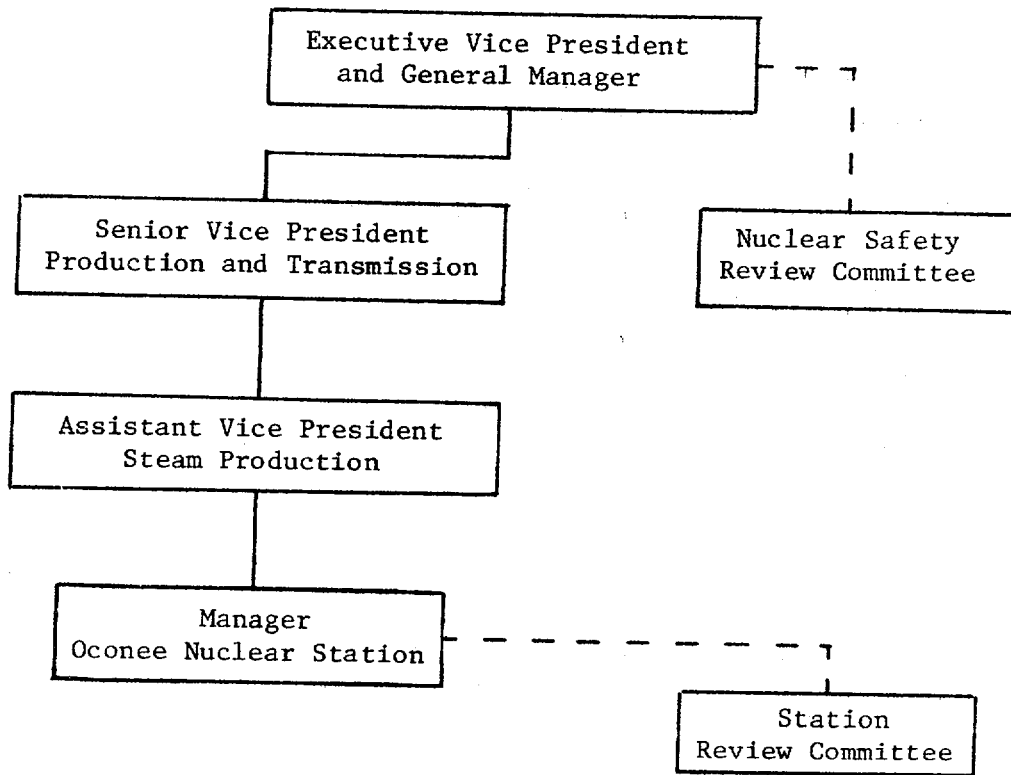 Executive Vice President
and General Manager
Senior Vice President
Production and Transmission
Nuclear Safety
Review Committee
Assistant Vice President
Steam Production
Manager
Oconee Nuclear Station
Station
Review Committee